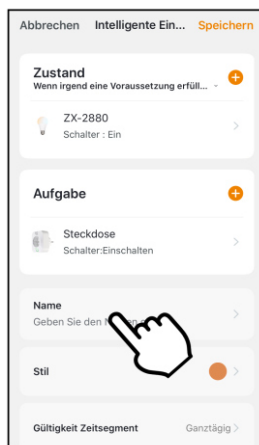 Abbrechen Intelligente Ein... Speichern
Zustand
Wenn irgend eine Voraussetzung erfüll...
ZX-2880
Schalter : Ein
Aufgabe
Steckdose
Schalter:Einschalten
Name
Geben Sie den
Stil
Gültigkeit Zeitsegment Ganztägig